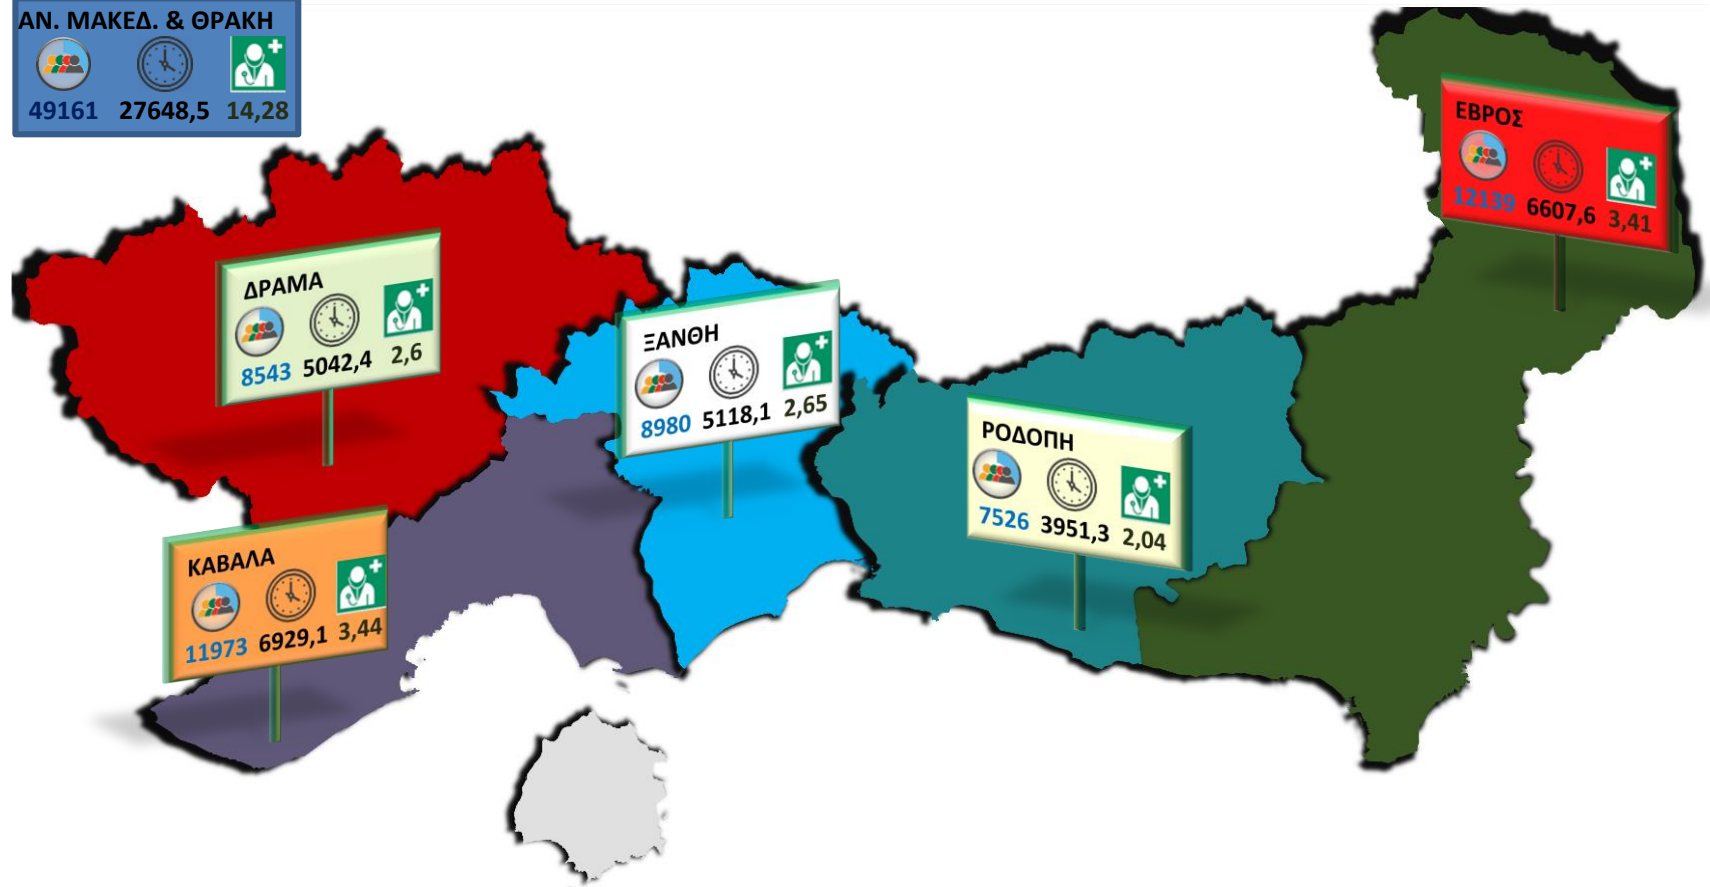 ΑΝ. ΜΑΚΕΔ. & ΘΡΑΚΗ
49161 27648,5 14,28
ΕΒΡΟΣ
12139 6607,6 3,41
ΔΡΑΜΑ
8543 5042,4 2,6
ΞΑΝΘΗ
8980 5118,1 2,65
ΡΟΔΟΠΗ
7526 3951,3 2,04
ΚΑΒΑΛΑ
11973 6929,1 3,44